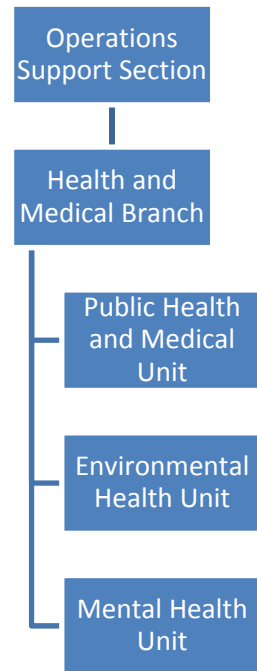 Operations
Support Section
Health and
Medical Branch
Public Health
and Medical
Unit
Environmental
Health Unit
Mental Health
Unit